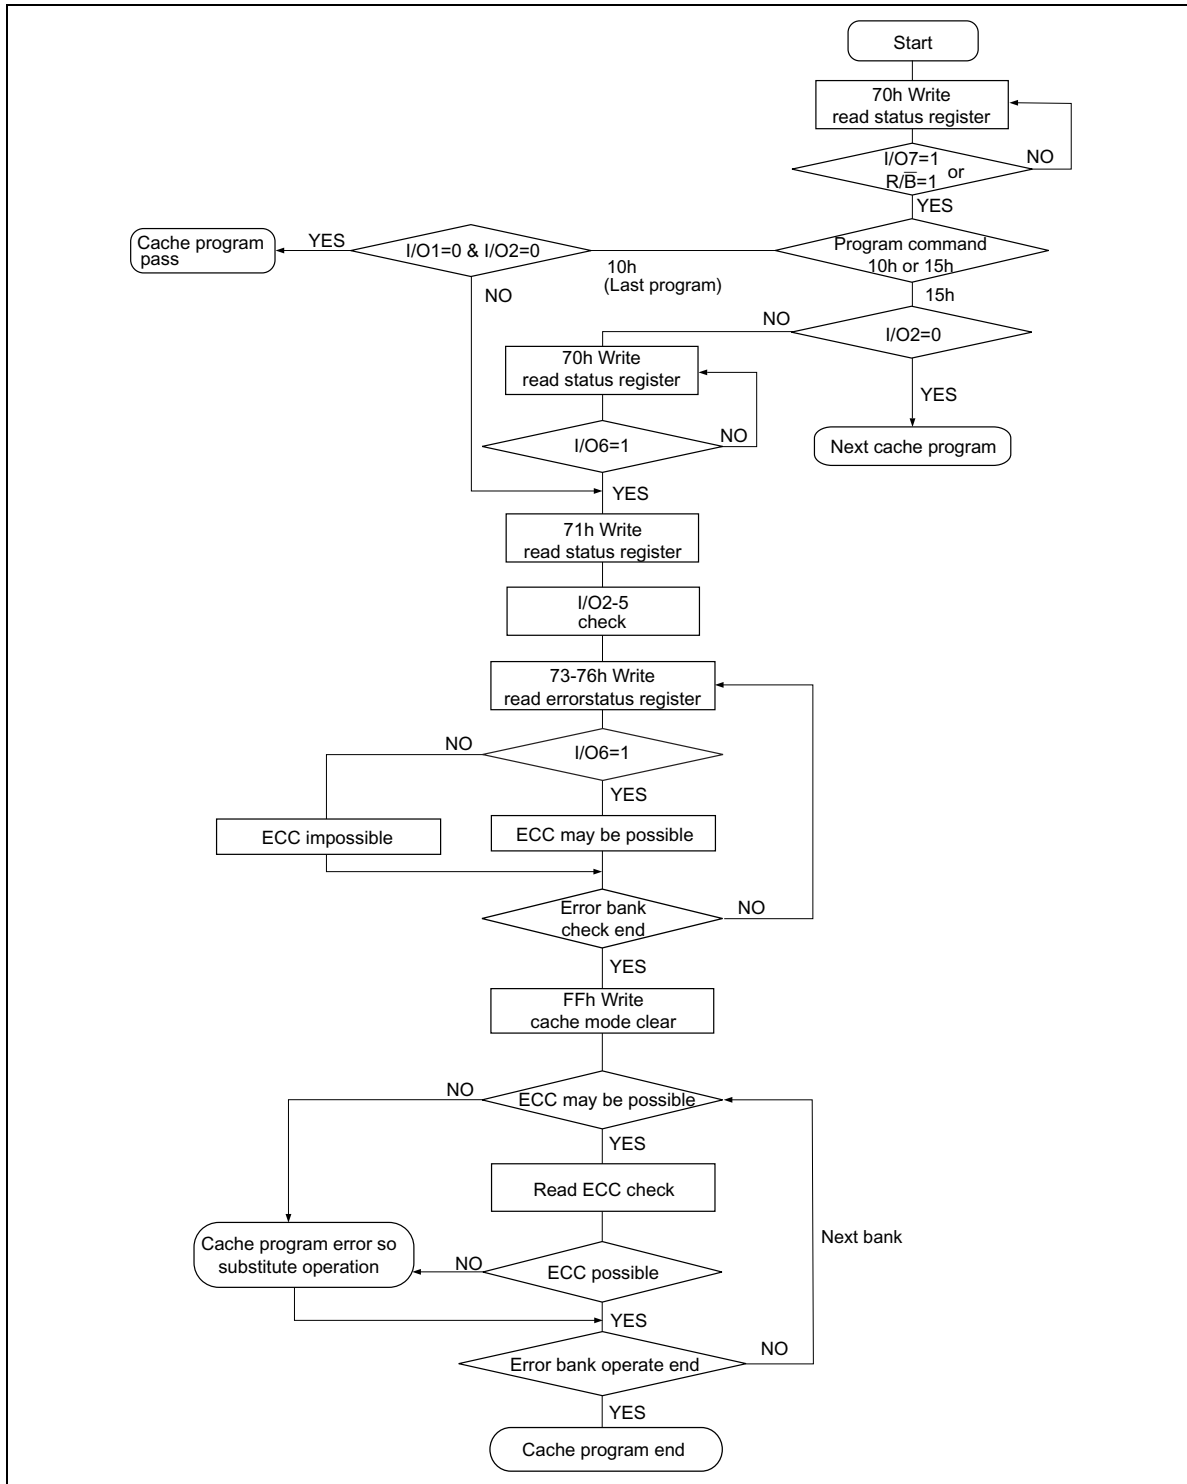 Start
70h Write
read status register
I/O7=1
or
R/B̅=1
NO
YES
Program command
10h or 15h
I/O1=0 & I/O2=0
YES
Cache program
pass
10h
(Last program)
NO
15h
I/O2=0
NO
YES
Next cache program
70h Write
read status register
I/O6=1
NO
YES
71h Write
read status register
I/O2-5
check
73-76h Write
read errorstatus register
I/O6=1
NO
YES
ECC impossible
ECC may be possible
Error bank
check end
NO
YES
FFh Write
cache mode clear
ECC may be possible
NO
YES
Read ECC check
Next bank
Cache program error so
substitute operation
NO
ECC possible
YES
Error bank operate end
NO
YES
Cache program end